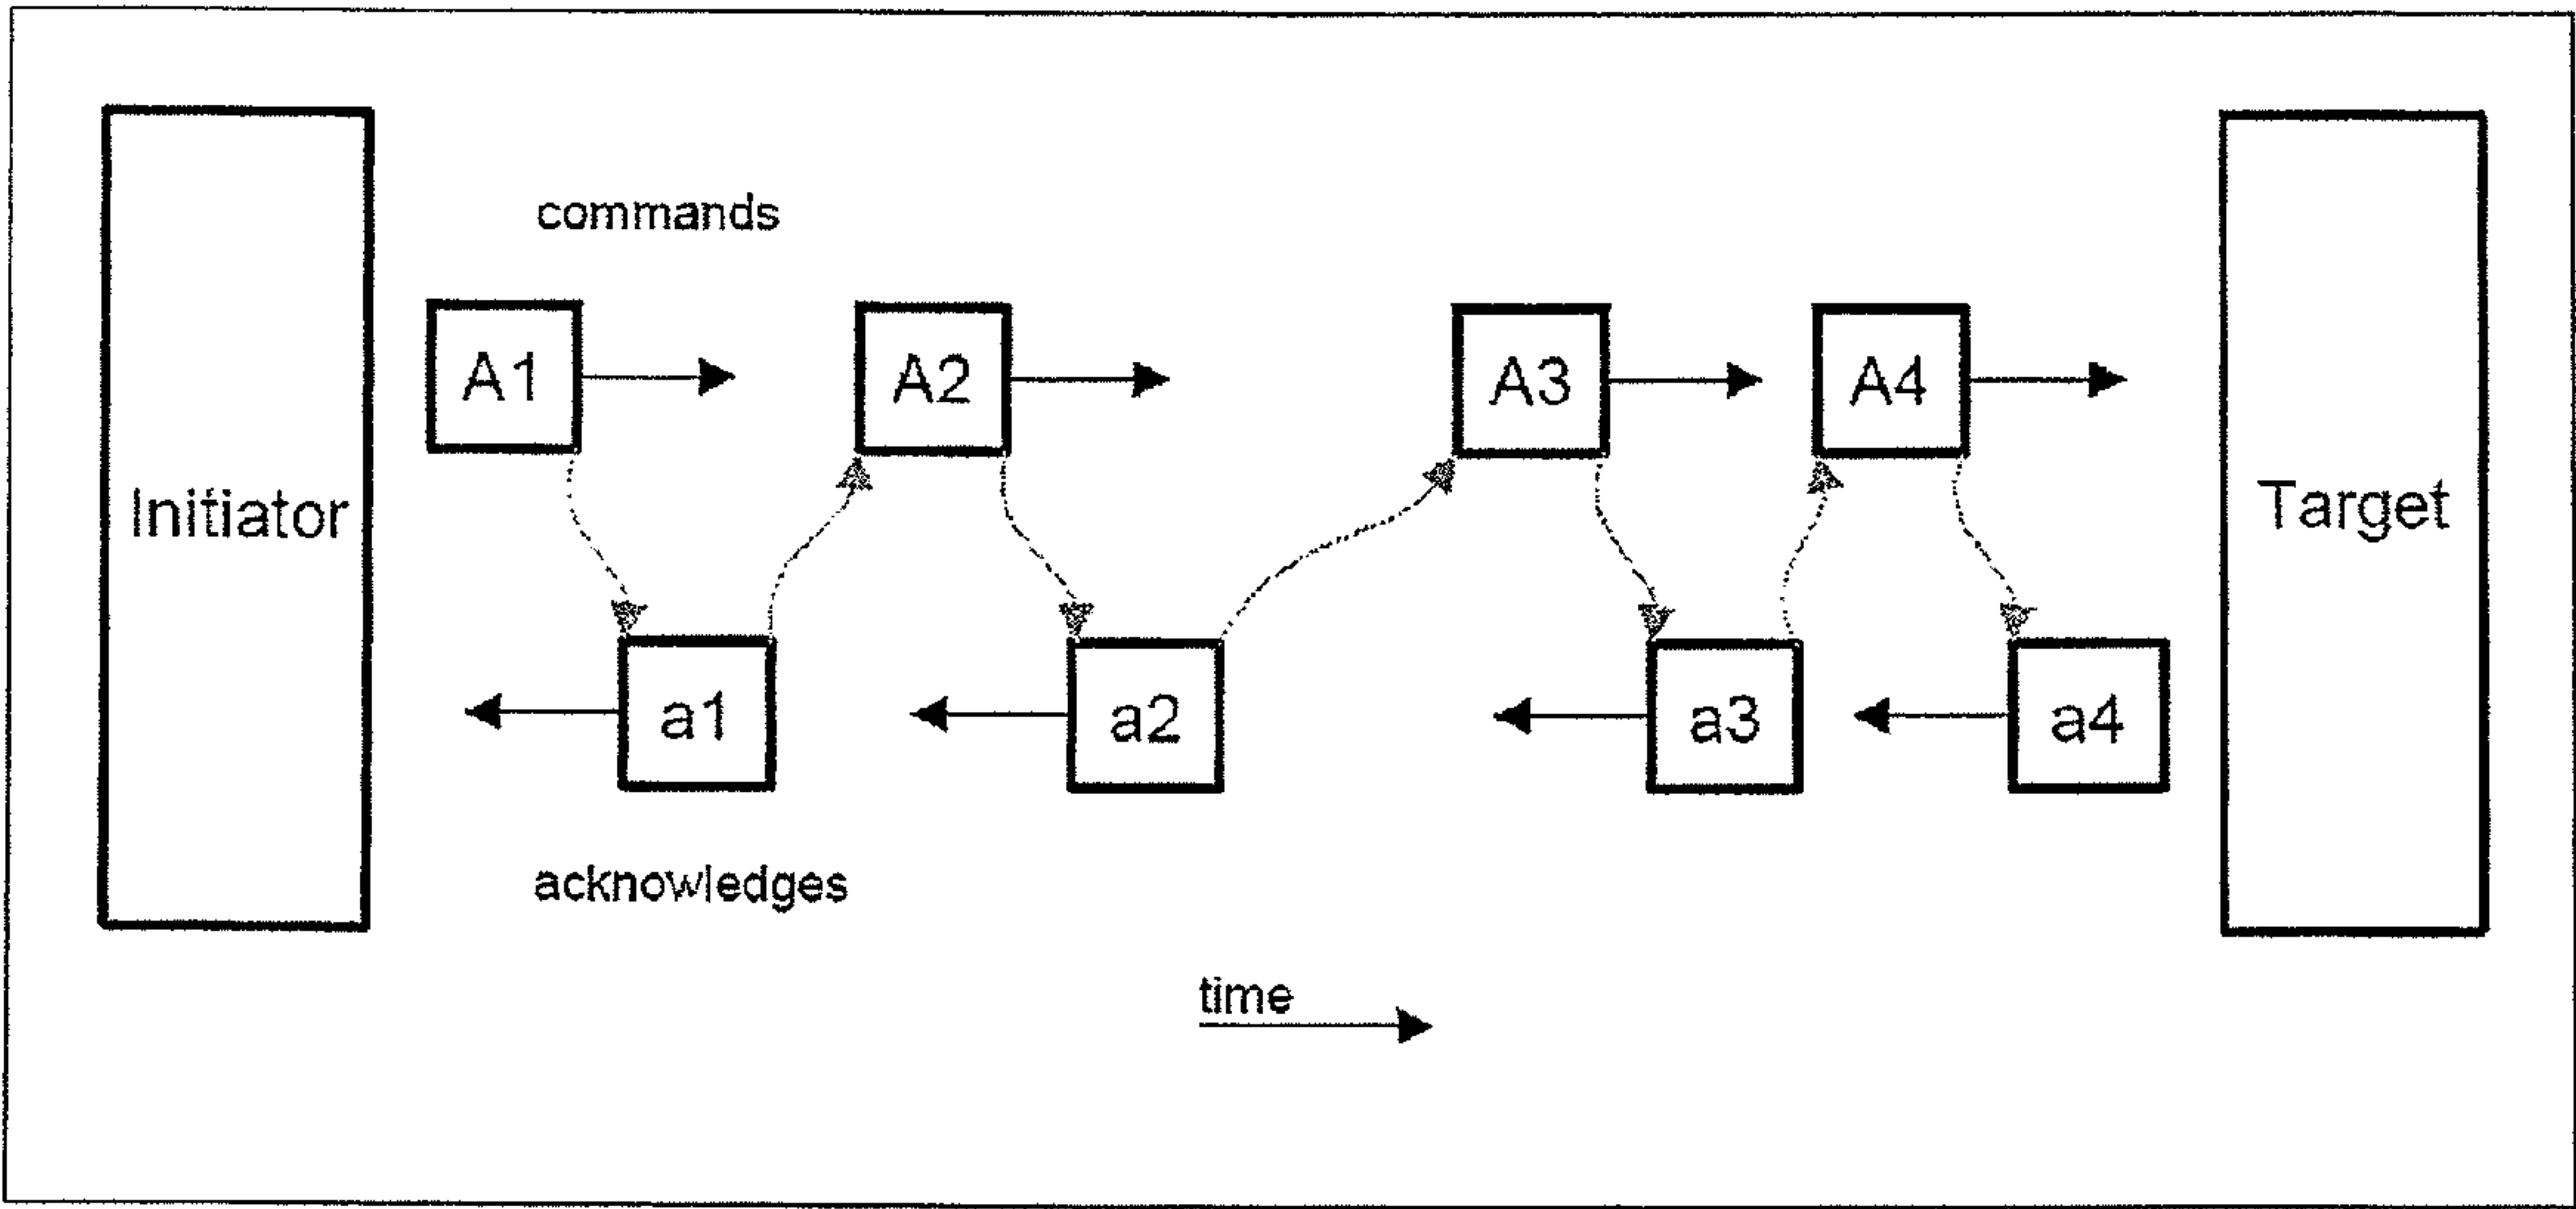 commands
A1
A2
A3
A4
Initiator
Target
a1
a2
a3
a4
acknowledges
time